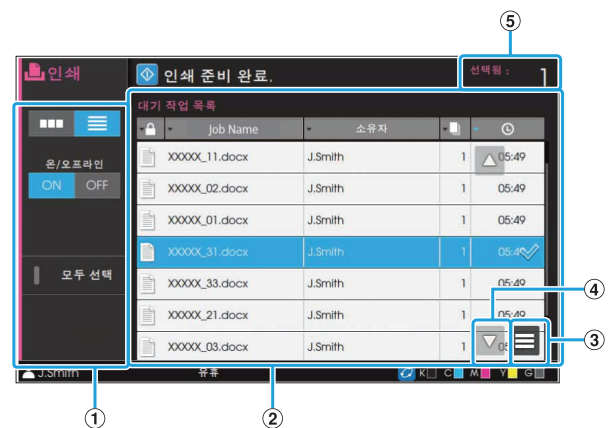 ⑤
인쇄
인쇄 준비 완료.
선택됨 : 1
대기 작업 목록
Job Name 소유자
온/오프라인
ON OFF
모두 선택
XXXXX_11.docx J.Smith 1 05:49
XXXXX_02.docx J.Smith 1 05:49
XXXXX_01.docx J.Smith 1 05:49
XXXXX_31.docx J.Smith 1
XXXXX_33.docx J.Smith 1 05:49
XXXXX_21.docx J.Smith 1 05:49
XXXXX_03.docx J.Smith 1
④
③
J.Smith 유휴 K C M Y G
① ②